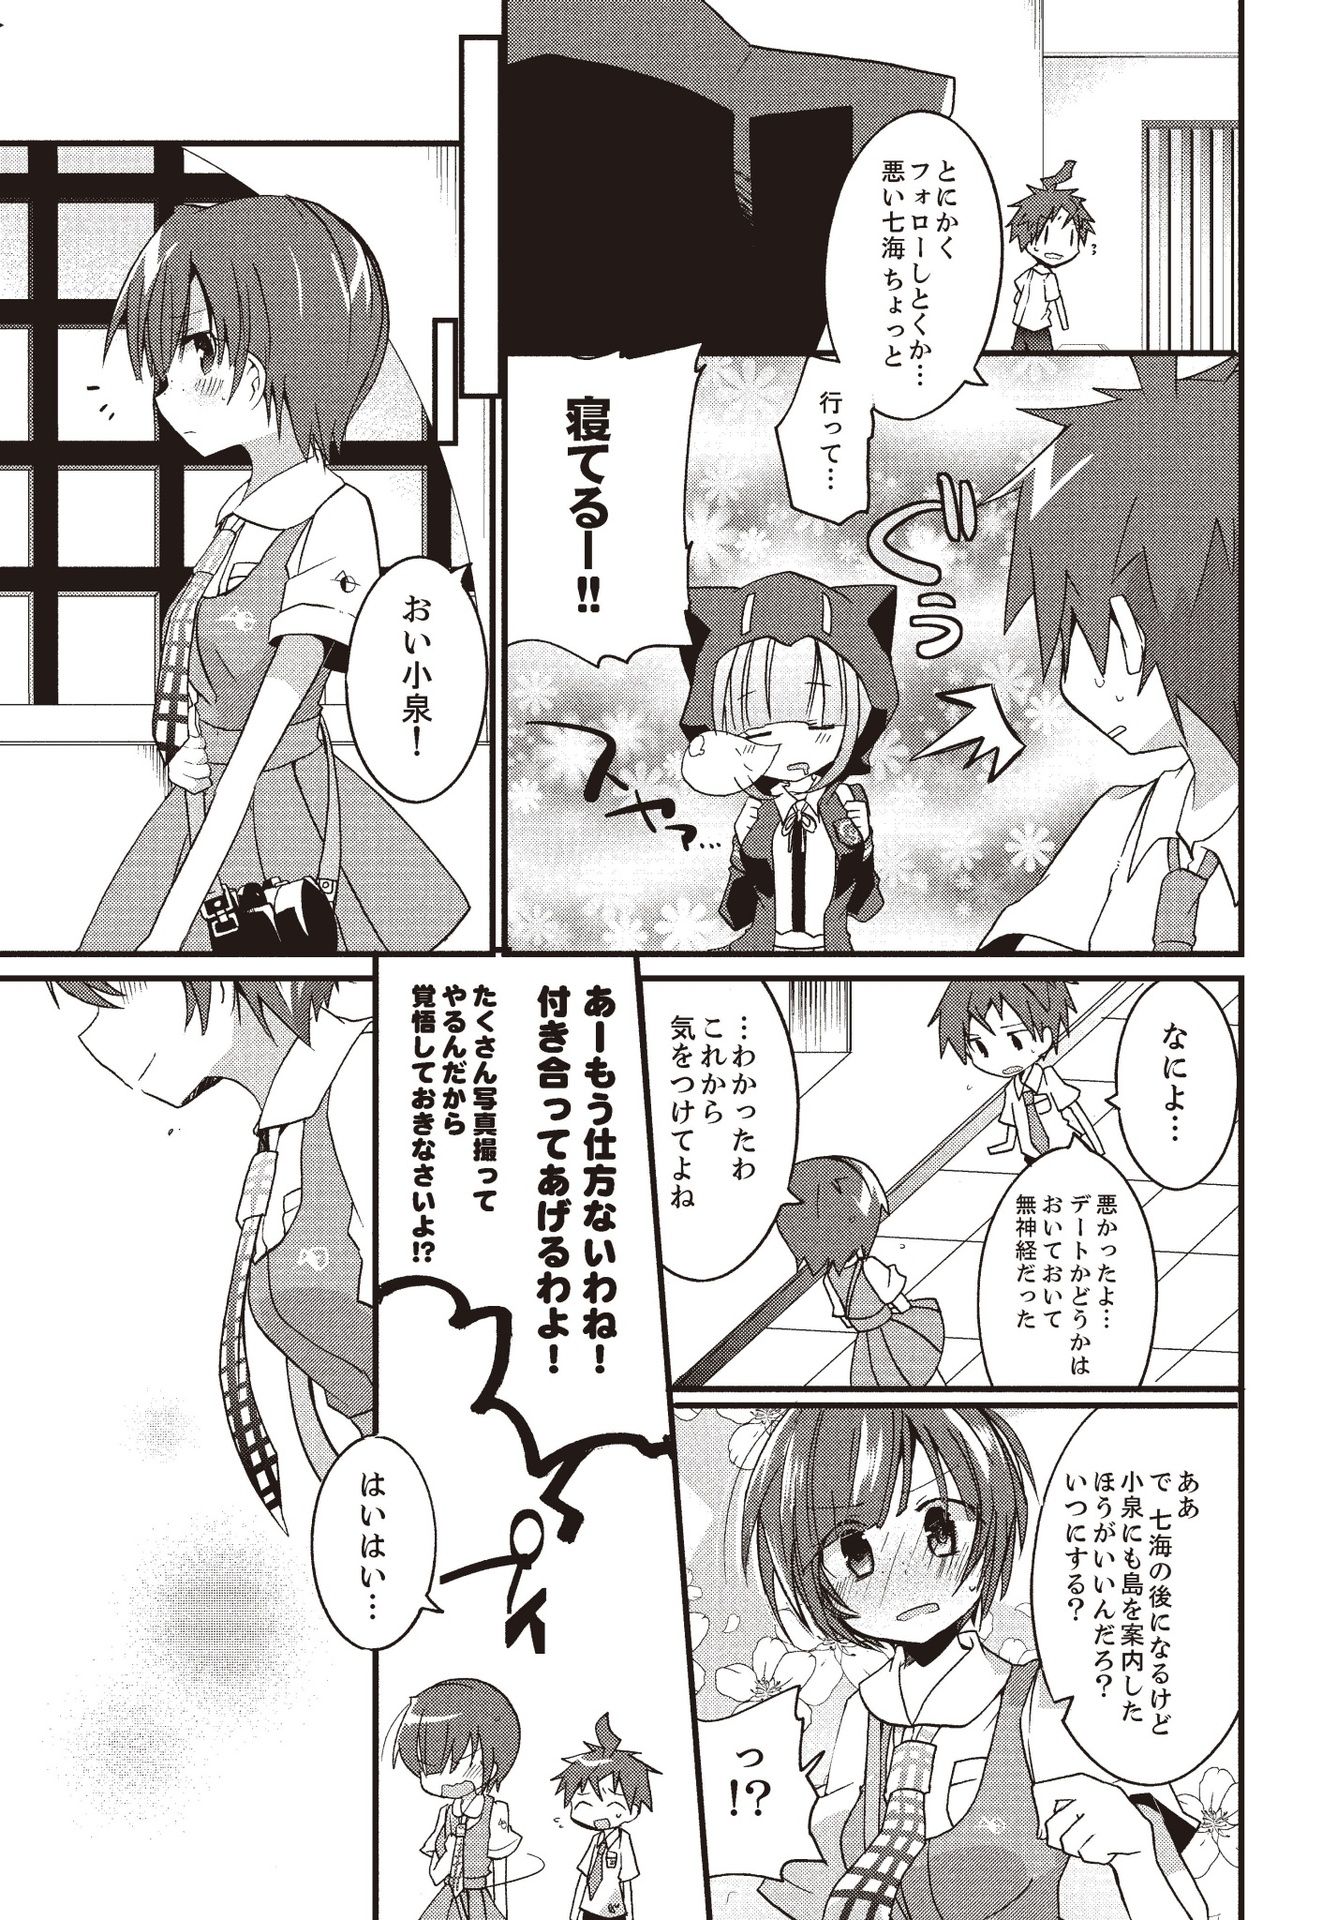 とにかく
フォローしとくか…
悪い七海 ちょっと
行って…
ぐぅ
寝てるー!!
スヤァ…
おい小泉!
なによ…
悪かったよ…
デートかどうかは
おいておいて
無神経だった
…わかったわ
これから
気をつけてよね
ああ
で 七海の後になるけど
小泉にも島を案内した
ほうがいいんだろ?
いつにする?
っ!?
あーもう仕方ないわね!
付き合ってあげるわよ!
たくさん写真撮って
やるんだから
覚悟しておきなさいよ!?
プイ
はいはい…